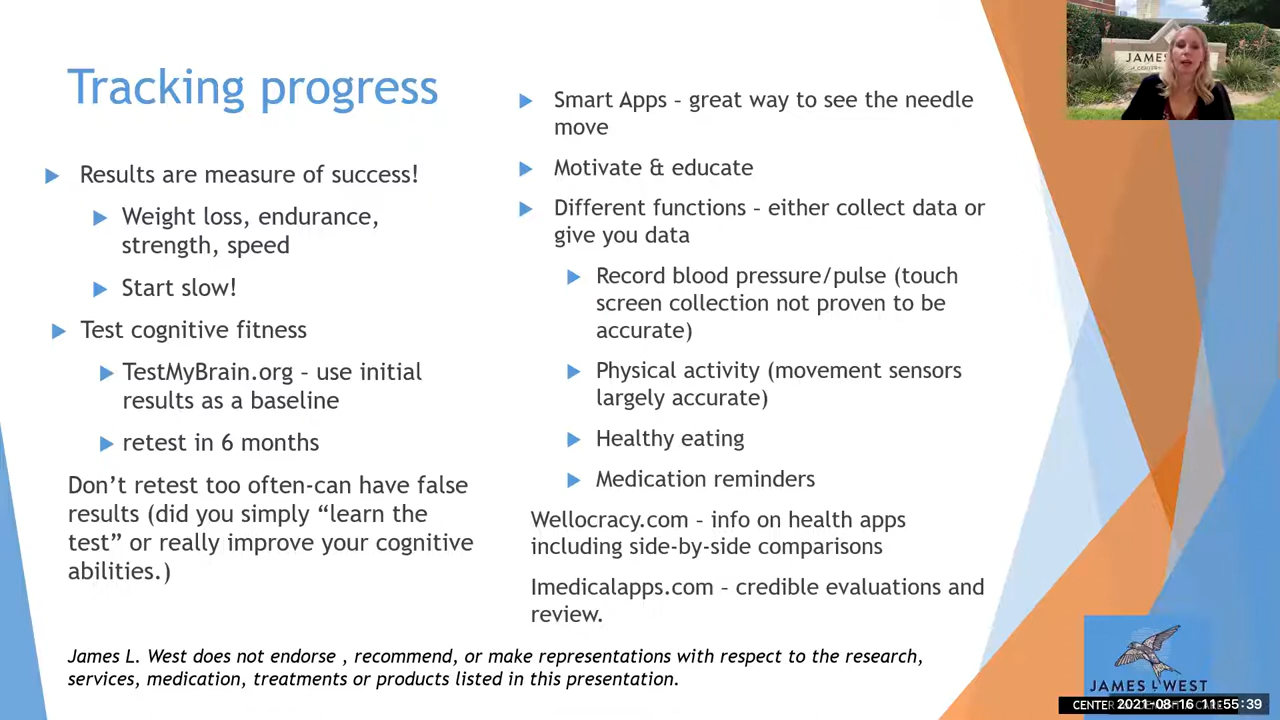 Tracking progress
Results are measure of success!
Weight loss, endurance,
strength, speed
Start slow!
Test cognitive fitness
TestMyBrain.org – use initial
results as a baseline
retest in 6 months
Don’t retest too often-can have false
results (did you simply “learn the
test” or really improve your cognitive
abilities.)
Smart Apps – great way to see the needle
move
Motivate & educate
Different functions – either collect data or
give you data
Record blood pressure/pulse (touch
screen collection not proven to be
accurate)
Physical activity (movement sensors
largely accurate)
Healthy eating
Medication reminders
Wellocracy.com – info on health apps
including side-by-side comparisons
Imedicalapps.com – credible evaluations and
review.
James L. West does not endorse , recommend, or make representations with respect to the research,
services, medication, treatments or products listed in this presentation.
JAMES
JAMES L WEST
CENTER
2021-08-16 11:55:39